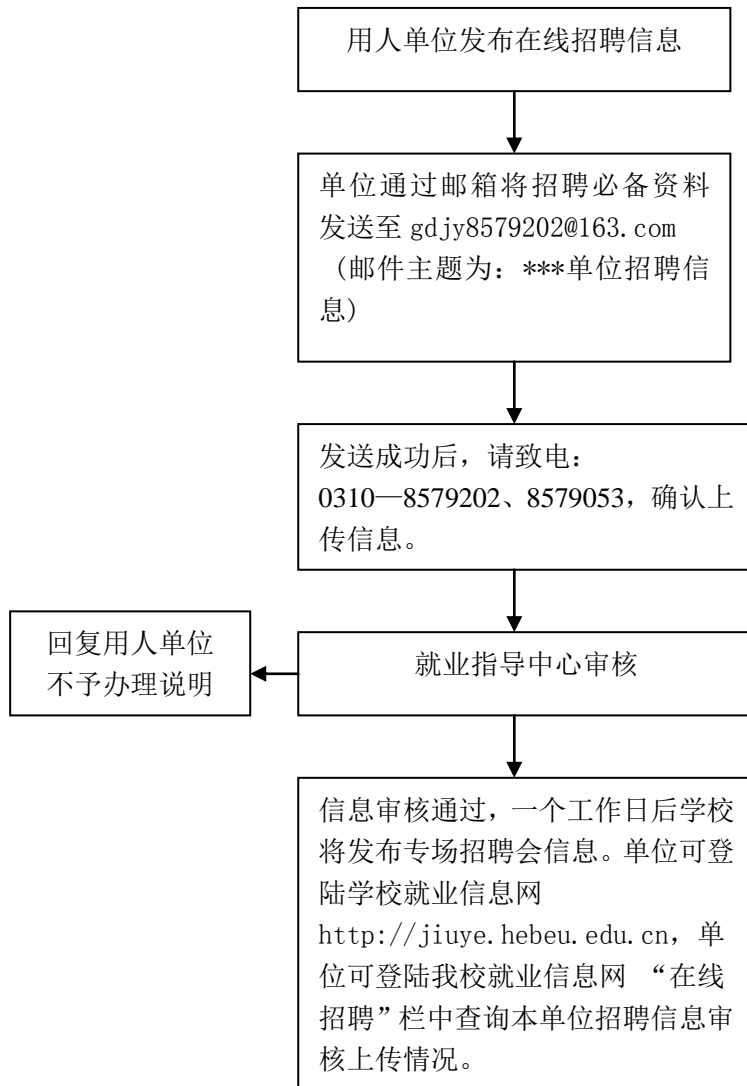 用人单位发布在线招聘信息
单位通过邮箱将招聘必备资料
发送至 gdjy8579202@163.com
（邮件主题为：***单位招聘信
息）
发送成功后，请致电：
0310—8579202、8579053，确认上
传信息。
回复用人单位
不予办理说明
就业指导中心审核
信息审核通过，一个工作日后学校
将发布专场招聘会信息。单位可登
陆学校就业信息网
http://jiuye.hebeu.edu.cn，单
位可登陆我校就业信息网 “在线
招聘”栏中查询本单位招聘信息审
核上传情况。